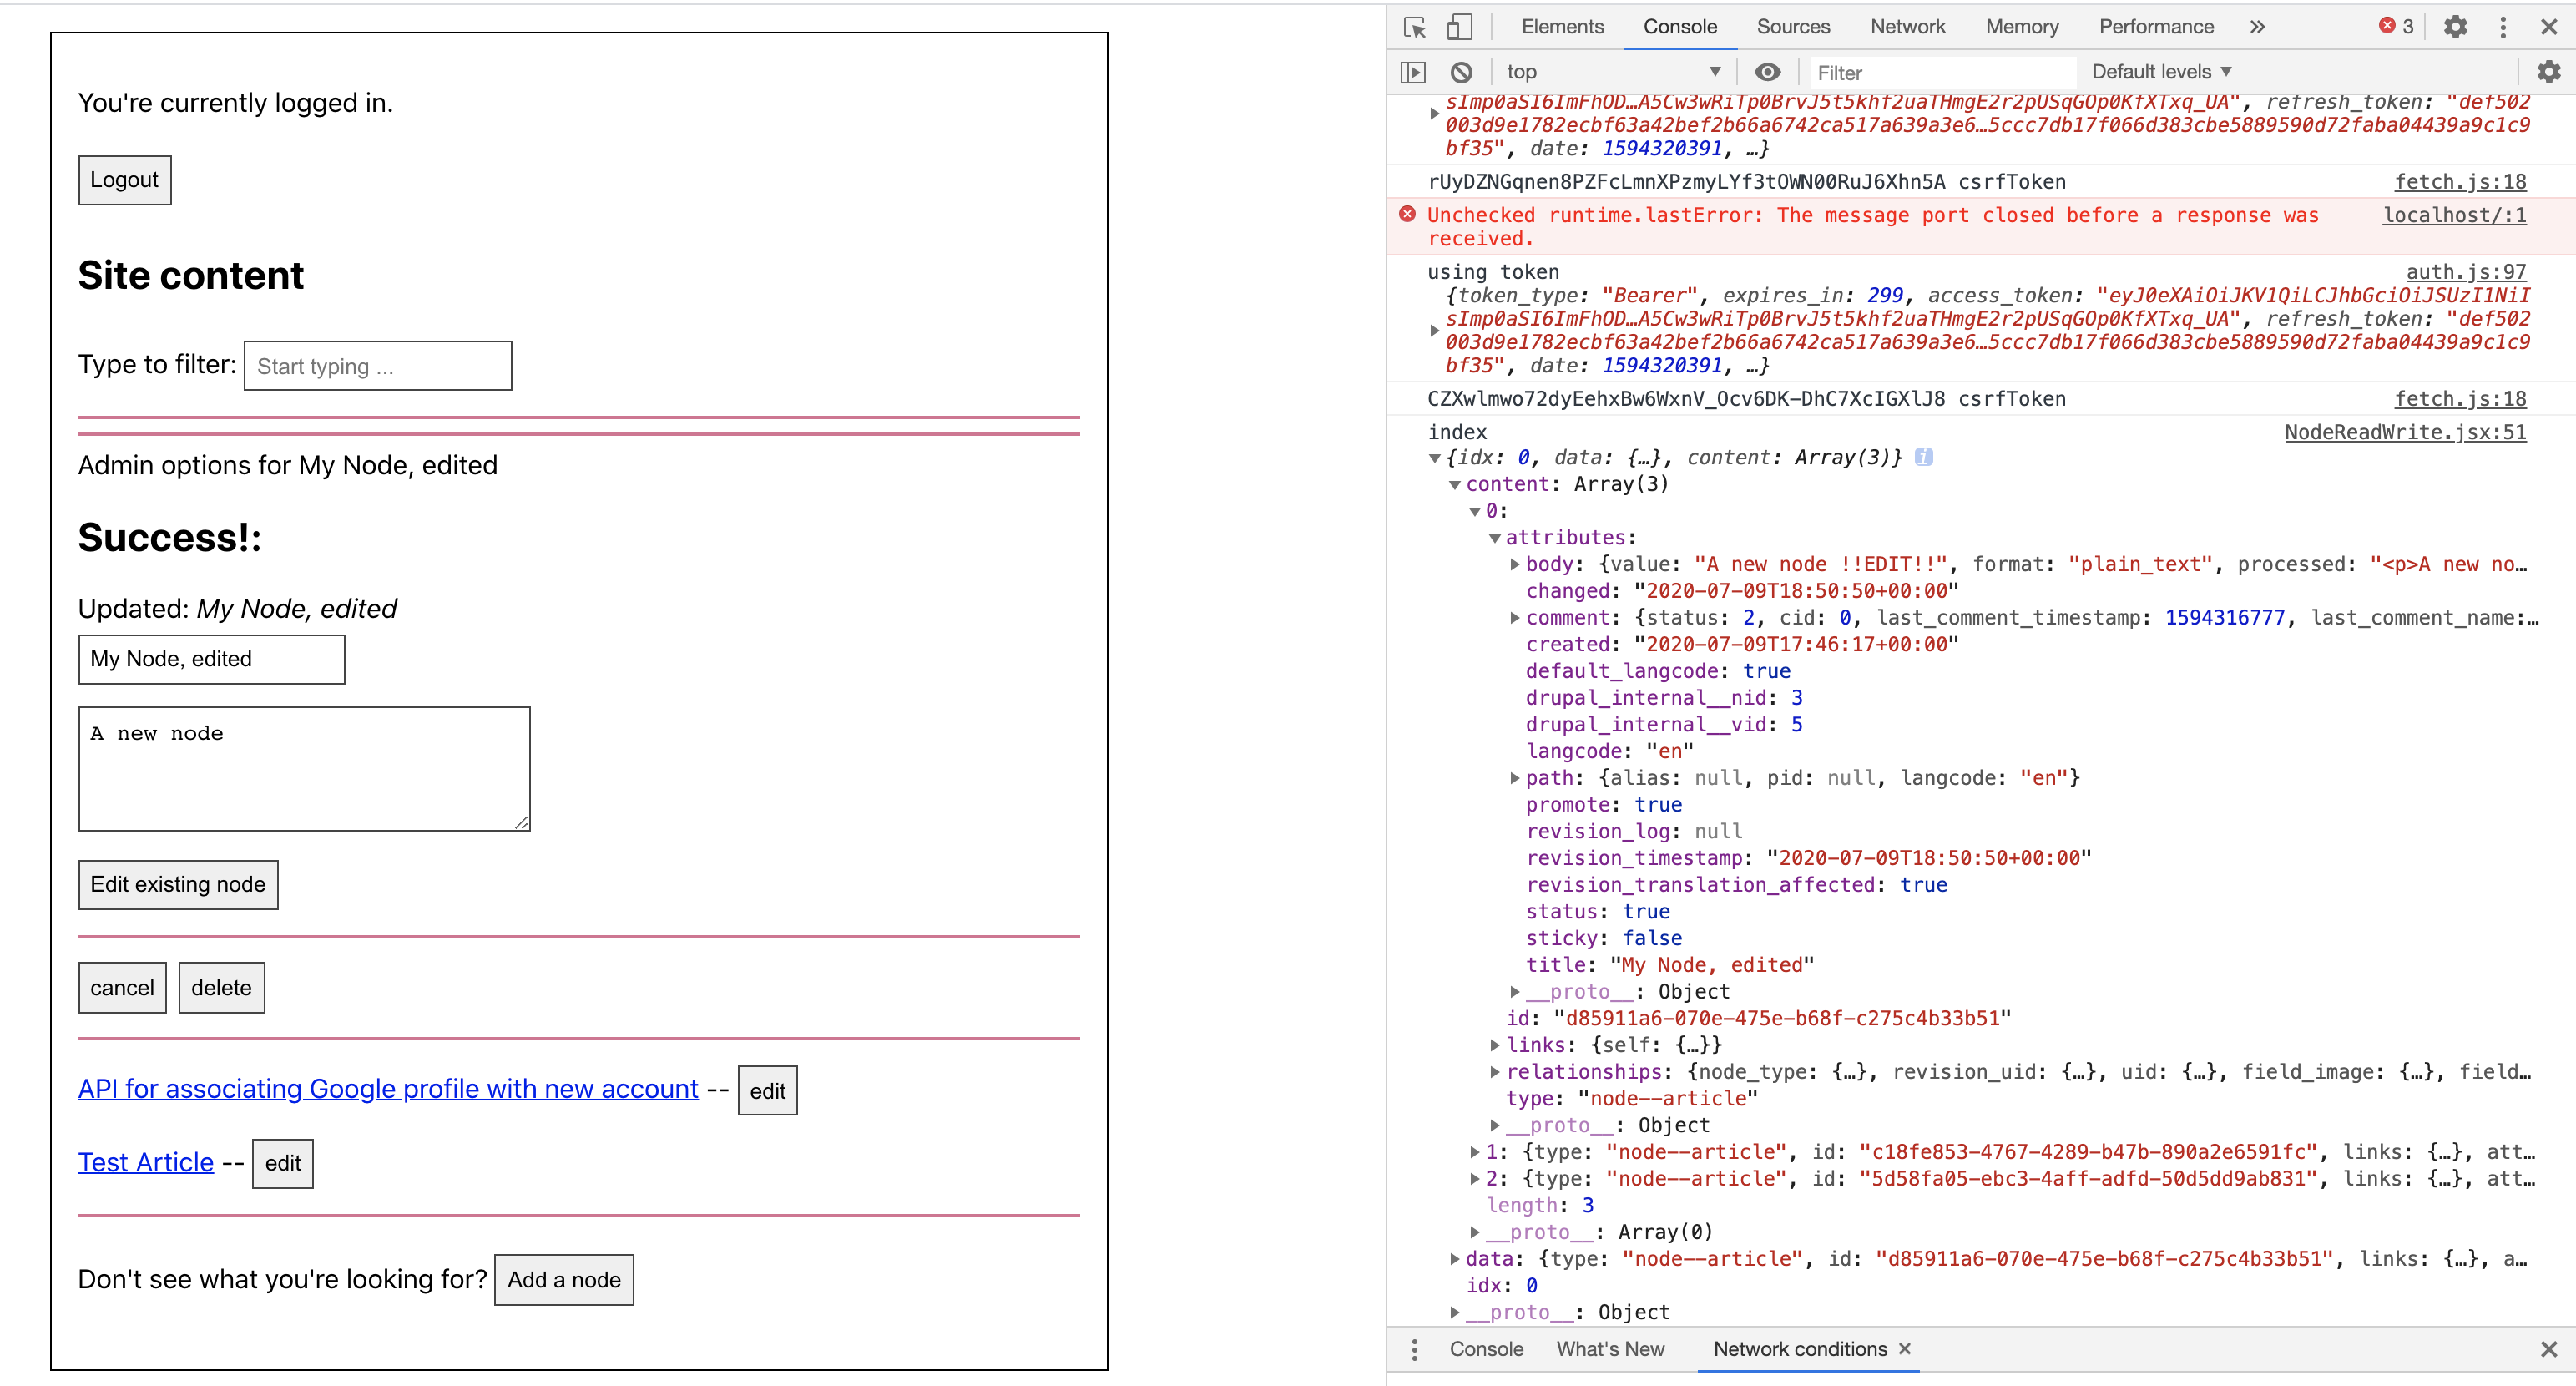 You're currently logged in.
Logout
Site content
Type to filter: Start typing ...
Admin options for My Node, edited
Success!:
Updated: My Node, edited
My Node, edited
A new node
Edit existing node
cancel delete
API for associating Google profile with new account -- edit
Test Article -- edit
Don't see what you're looking for? Add a node
Elements Console Sources Network Memory Performance » 3
top Filter Default levels
sImp0aSI6ImFhOD…A5Cw3wRiTp0BrvJ5t5khf2uaTHmgE2r2pUSqGOp0KfXTxq_UA", refresh_token: "def502
003d9e1782ecbf63a42bef2b66a6742ca517a639a3e6…5ccc7db17f066d383cbe5889590d72faba04439a9c1c9
bf35", date: 1594320391, …}
rUyDZNGqnen8PZFcLmnXPzmyLYf3tOWN00RuJ6Xhn5A csrfToken fetch.js:18
Unchecked runtime.lastError: The message port closed before a response was localhost/:1
received.
using token auth.js:97
{token_type: "Bearer", expires_in: 299, access_token: "eyJ0eXAiOiJKV1QiLCJhbGciOiJSUzI1NiI
sImp0aSI6ImFhOD…A5Cw3wRiTp0BrvJ5t5khf2uaTHmgE2r2pUSqGOp0KfXTxq_UA", refresh_token: "def502
003d9e1782ecbf63a42bef2b66a6742ca517a639a3e6…5ccc7db17f066d383cbe5889590d72faba04439a9c1c9
bf35", date: 1594320391, …}
CZXwlmwo72dyEehxBw6WxnV_Ocv6DK-DhC7XcIGXlJ8 csrfToken fetch.js:18
index NodeReadWrite.jsx:51
{idx: 0, data: {…}, content: Array(3)} i
content: Array(3)
0:
attributes:
body: {value: "A new node !!EDIT!!", format: "plain_text", processed: "<p>A new no…
changed: "2020-07-09T18:50:50+00:00"
comment: {status: 2, cid: 0, last_comment_timestamp: 1594316777, last_comment_name:…
created: "2020-07-09T17:46:17+00:00"
default_langcode: true
drupal_internal__nid: 3
drupal_internal__vid: 5
langcode: "en"
path: {alias: null, pid: null, langcode: "en"}
promote: true
revision_log: null
revision_timestamp: "2020-07-09T18:50:50+00:00"
revision_translation_affected: true
status: true
sticky: false
title: "My Node, edited"
__proto__: Object
id: "d85911a6-070e-475e-b68f-c275c4b33b51"
links: {self: {…}}
relationships: {node_type: {…}, revision_uid: {…}, uid: {…}, field_image: {…}, field…
type: "node--article"
__proto__: Object
1: {type: "node--article", id: "c18fe853-4767-4289-b47b-890a2e6591fc", links: {…}, att…
2: {type: "node--article", id: "5d58fa05-ebc3-4aff-adfd-50d5dd9ab831", links: {…}, att…
length: 3
__proto__: Array(0)
data: {type: "node--article", id: "d85911a6-070e-475e-b68f-c275c4b33b51", links: {…}, a…
idx: 0
__proto__: Object
Console What's New Network conditions ×